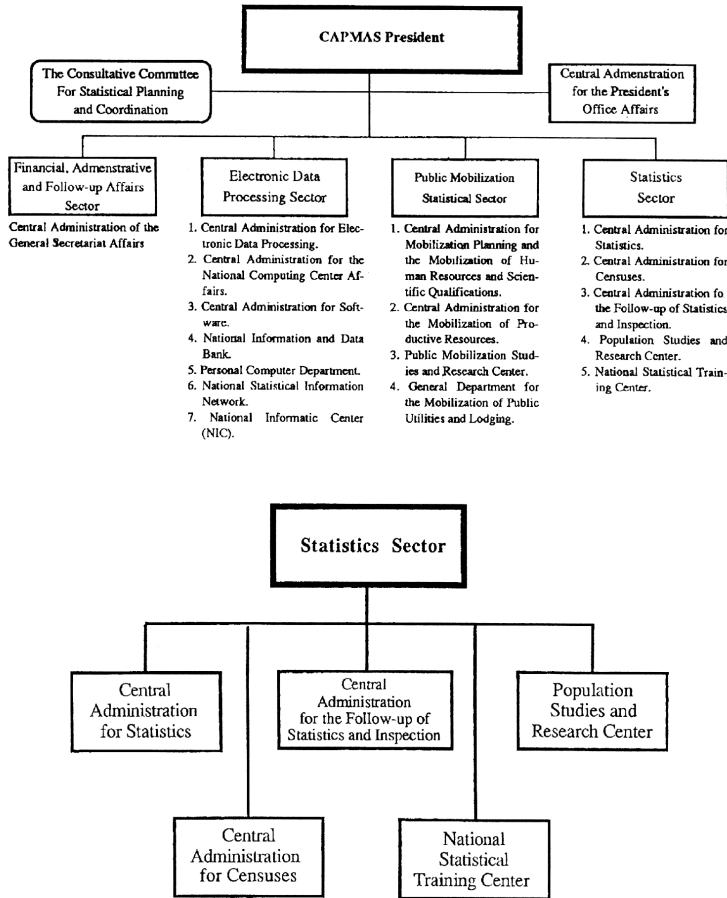 CAPMAS President
The Consultative Committee
For Statistical Planning
and Coordination
Central Admenstration
for the President's
Office Affairs
Financial, Admenstrative
and Follow-up Affairs
Sector
Central Administration of the
General Secretariat Affairs
Electronic Data
Processing Sector
1. Central Administration for Elec-
tronic Data Processing.
2. Central Administration for the
National Computing Center Af-
fairs.
3. Central Administration for Soft-
ware.
4. National Information and Data
Bank.
5. Personal Computer Department.
6. National Statistical Information
Network.
7. National Informatic Center
(NIC).
Public Mobilization
Statistical Sector
1. Central Administration for
Mobilization Planning and
the Mobilization of Hu-
man Resources and Scien-
tific Qualifications.
2. Central Administration for
the Mobilization of Pro-
ductive Resources.
3. Public Mobilization Stud-
ies and Research Center.
4. General Department for
the Mobilization of Public
Utilities and Lodging.
Statistics
Sector
1. Central Administration for
Statistics.
2. Central Administration for
Censuses.
3. Central Administration fo
the Follow-up of Statistics
and Inspection.
4. Population Studies and
Research Center.
5. National Statistical Train-
ing Center.
Statistics Sector
Central
Administration
for Statistics
Central
Administration
for the Follow-up of
Statistics and Inspection
Population
Studies and
Research Center
Central
Administration
for Censuses
National
Statistical
Training Center